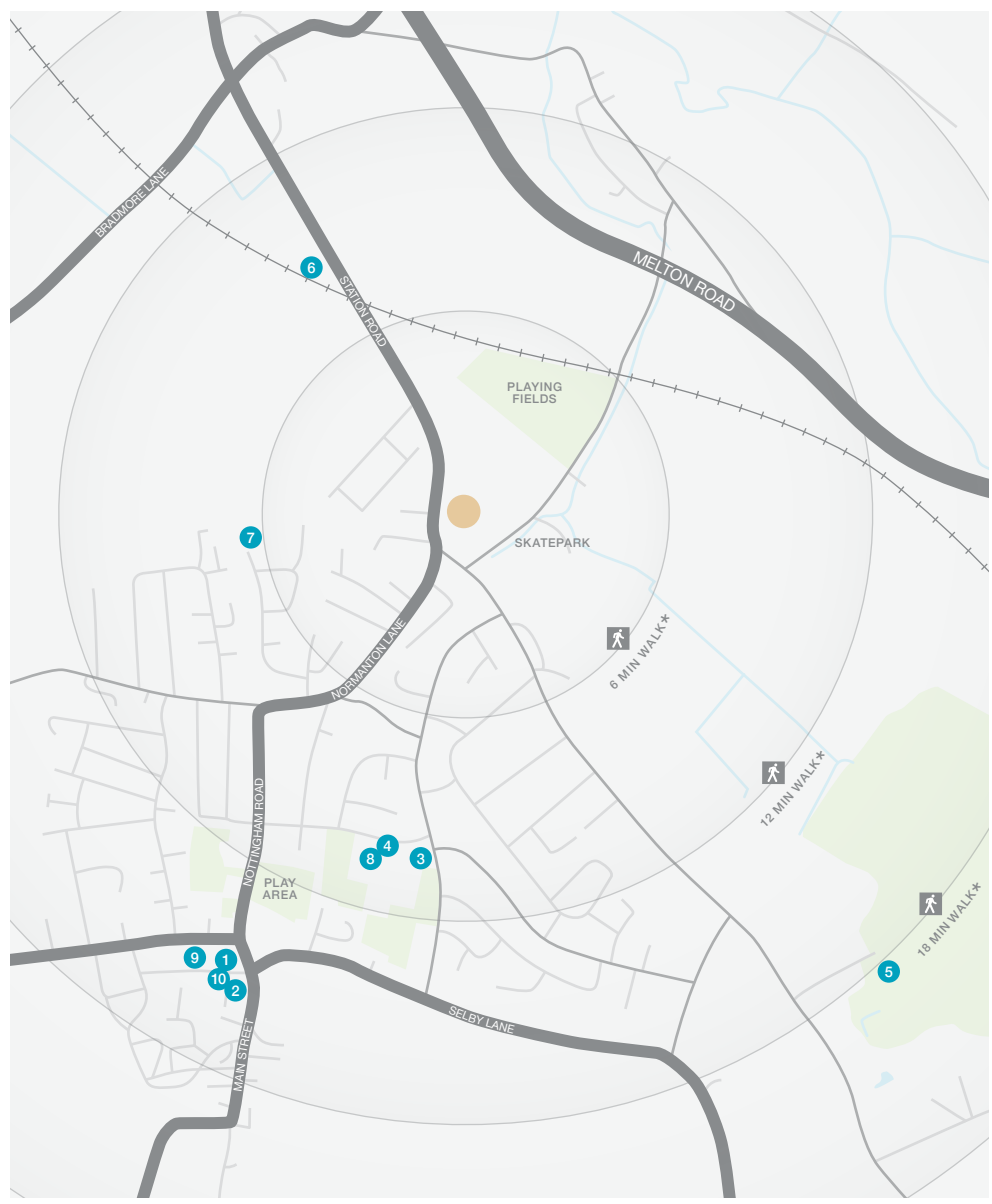 BRADMORE LANE
6
STATION ROAD
MELTON ROAD
PLAYING
FIELDS
7
SKATEPARK
6 MIN WALK*
NORMANTON LANE
12 MIN WALK*
NOTTINGHAM ROAD
4
8
3
PLAY
AREA
18 MIN WALK*
9
1
5
10
2
SELBY LANE
MAIN STREET